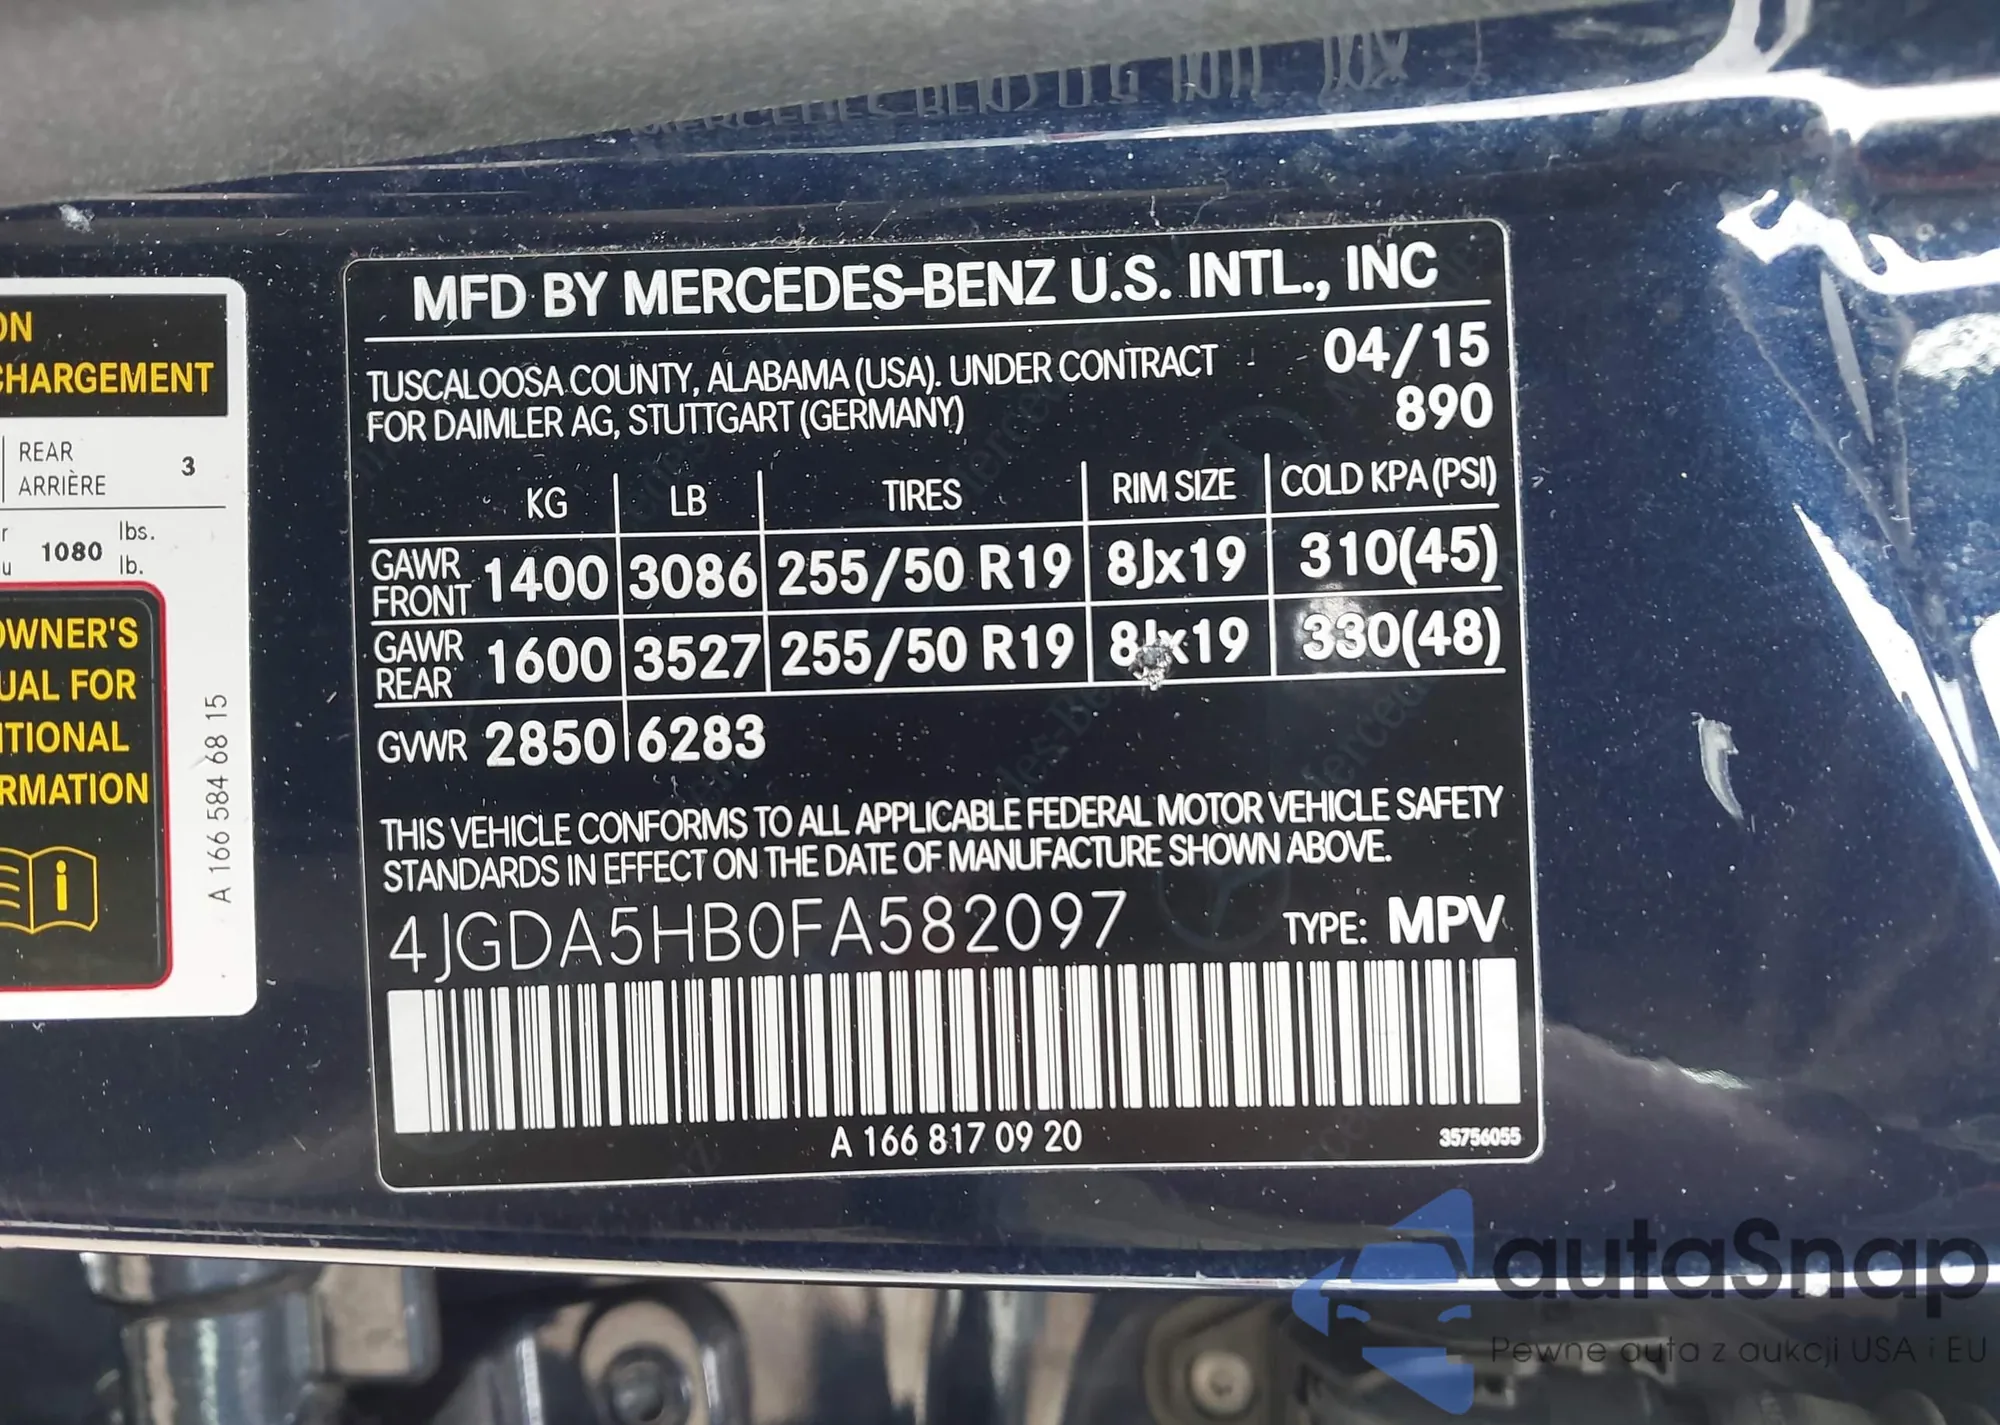 ON
CHARGEMENT
REAR
ARRIÈRE
3
1080
lbs.
lb.
OWNER'S
UAL FOR
ITIONAL
RMATION
i
A 166 584 68 15
MFD BY MERCEDES-BENZ U.S. INTL., INC
TUSCALOOSA COUNTY, ALABAMA (USA). UNDER CONTRACT
FOR DAIMLER AG, STUTTGART (GERMANY)
04/15
890
KG LB TIRES RIM SIZE COLD KPA (PSI)
GAWR
FRONT 1400 3086 255/50 R19 8Jx19 310(45)
GAWR
REAR 1600 3527 255/50 R19 8Jx19 330(48)
GVWR 2850 6283
THIS VEHICLE CONFORMS TO ALL APPLICABLE FEDERAL MOTOR VEHICLE SAFETY
STANDARDS IN EFFECT ON THE DATE OF MANUFACTURE SHOWN ABOVE.
4JGDA5HB0FA582097 TYPE: MPV
A 166 817 09 20
35756055
autaSnap
Pewne auta z aukcji USA i EU